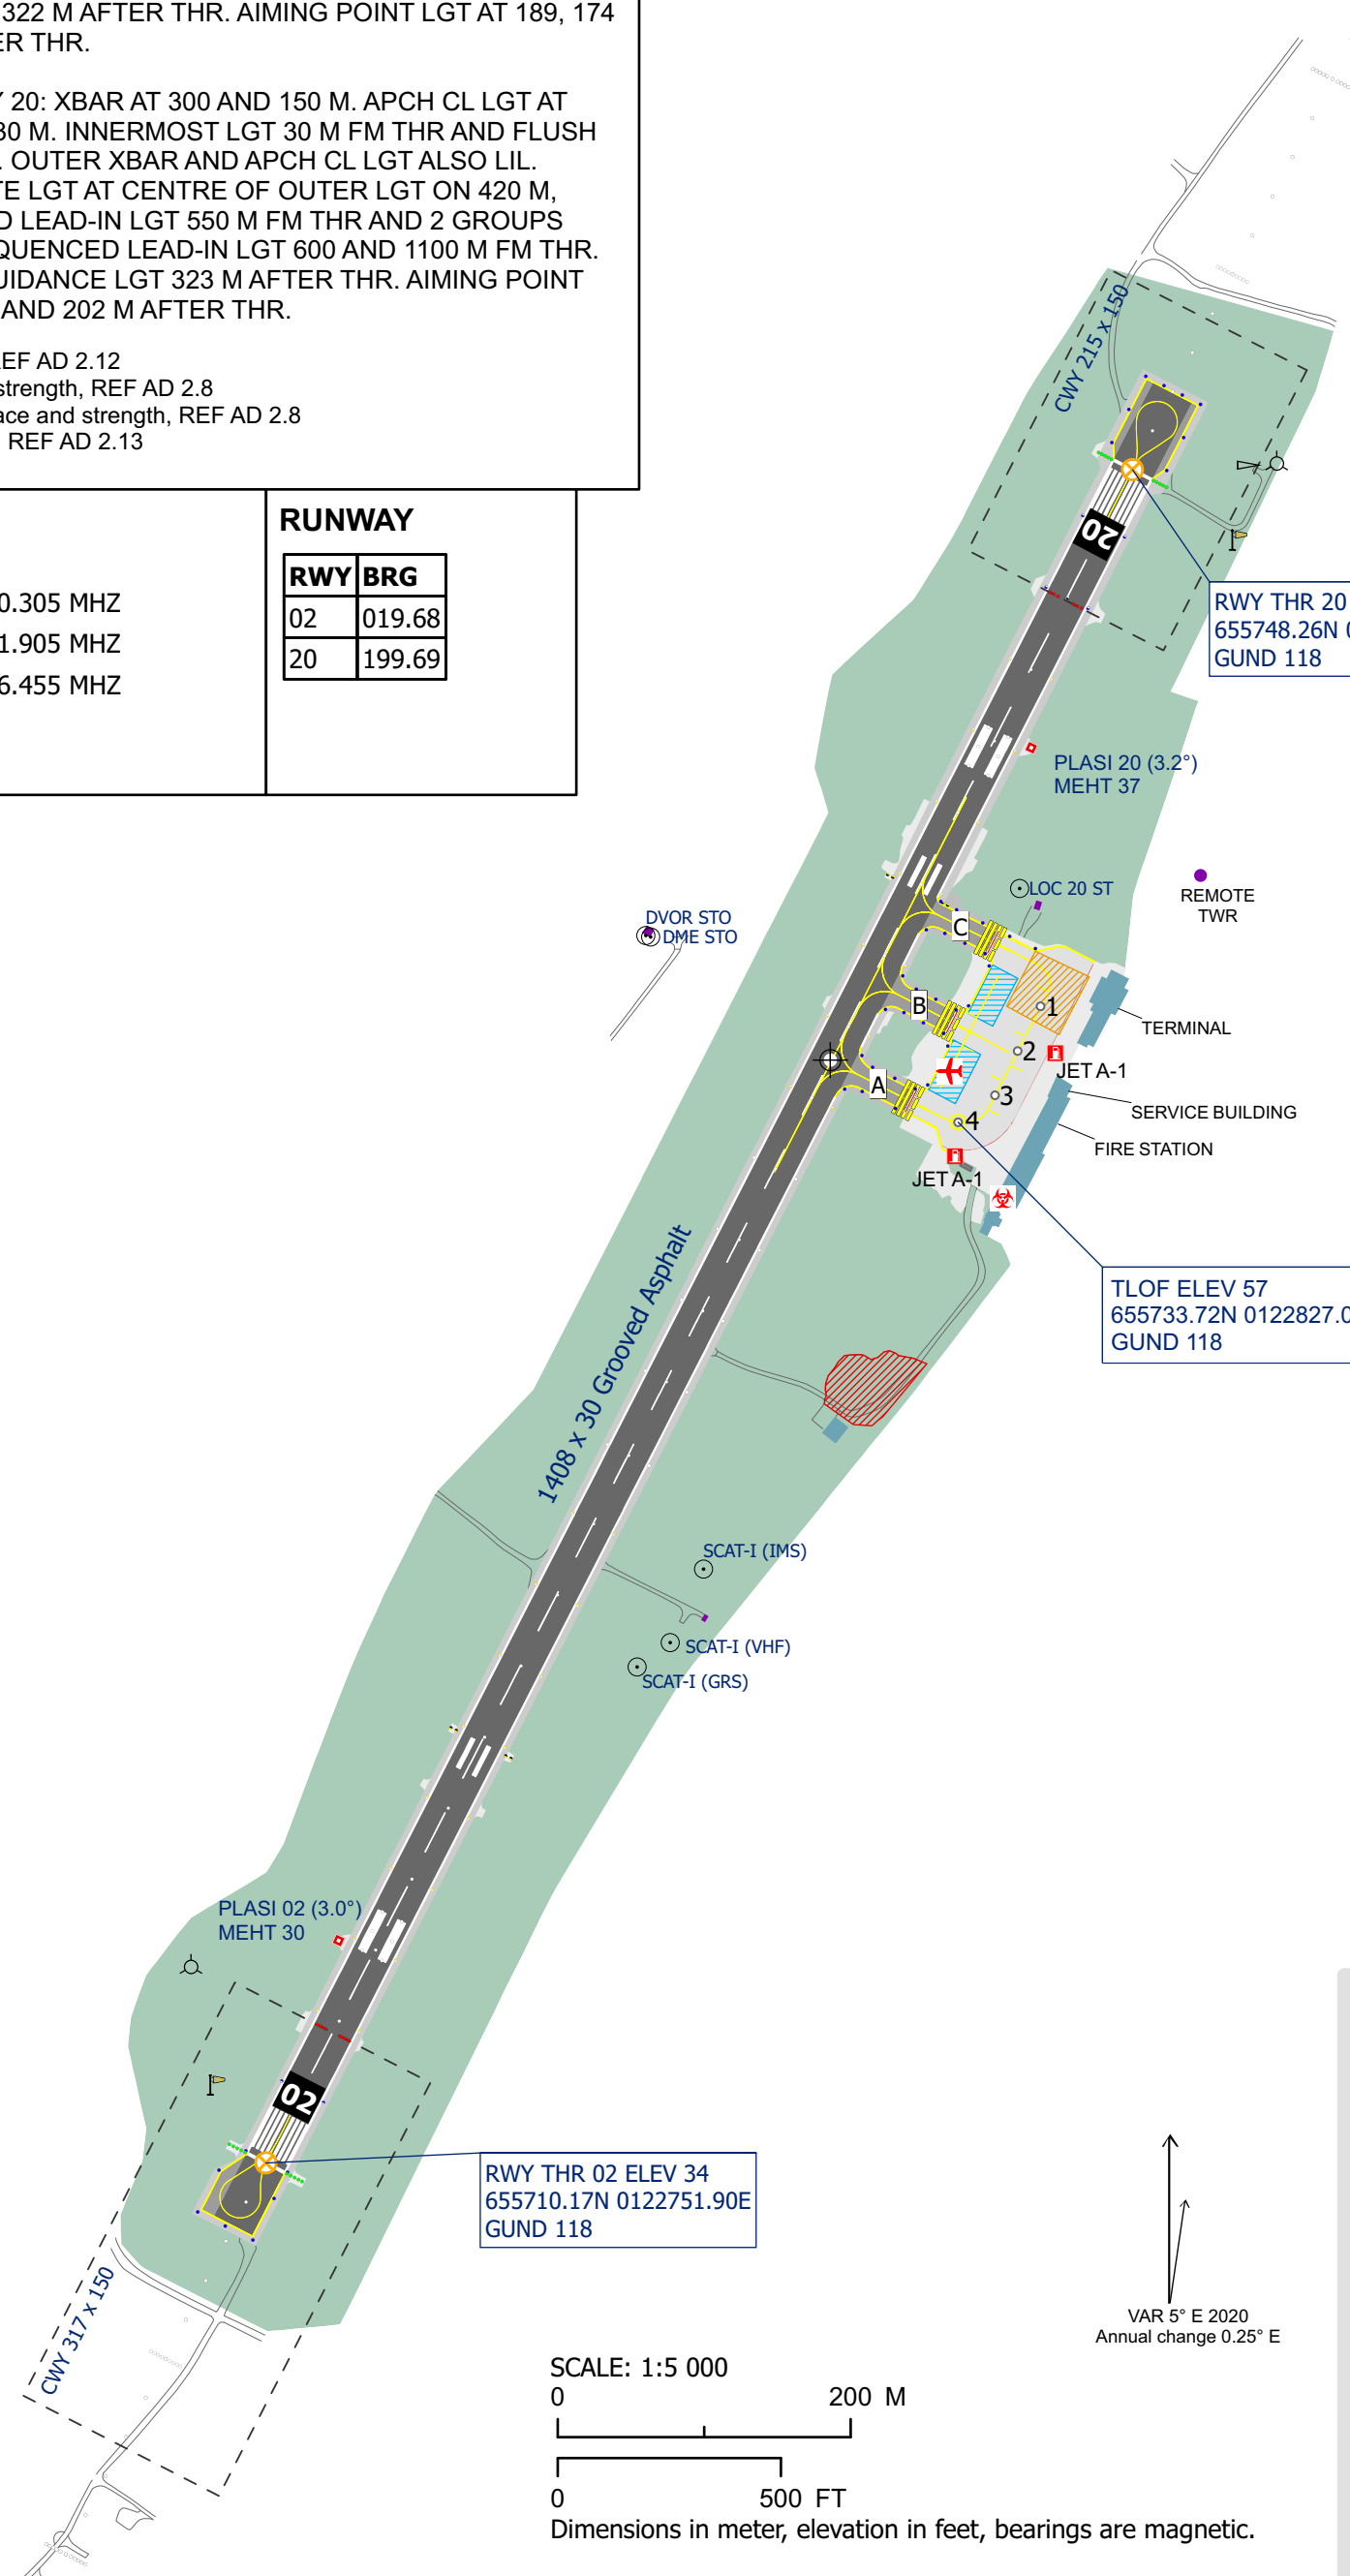 322 M AFTER THR. AIMING POINT LGT AT 189, 174
ER THR.
Y 20: XBAR AT 300 AND 150 M. APCH CL LGT AT
30 M. INNERMOST LGT 30 M FM THR AND FLUSH
. OUTER XBAR AND APCH CL LGT ALSO LIL.
TE LGT AT CENTRE OF OUTER LGT ON 420 M,
D LEAD-IN LGT 550 M FM THR AND 2 GROUPS
QUENCED LEAD-IN LGT 600 AND 1100 M FM THR.
UIDANCE LGT 323 M AFTER THR. AIMING POINT
AND 202 M AFTER THR.
EF AD 2.12
strength, REF AD 2.8
ace and strength, REF AD 2.8
REF AD 2.13
0.305 MHZ
1.905 MHZ
6.455 MHZ
RUNWAY
RWY BRG
02 019.68
20 199.69
CWY 215 x 150
20
RWY THR 20
655748.26N 0
GUND 118
PLASI 20 (3.2°)
MEHT 37
LOC 20 ST
REMOTE
TWR
DVOR STO
DME STO
C
B
A
1
2
3
4
TERMINAL
JET A-1
SERVICE BUILDING
FIRE STATION
JET A-1
TLOF ELEV 57
655733.72N 0122827.0
GUND 118
1408 x 30 Grooved Asphalt
SCAT-I (IMS)
SCAT-I (VHF)
SCAT-I (GRS)
PLASI 02 (3.0°)
MEHT 30
02
RWY THR 02 ELEV 34
655710.17N 0122751.90E
GUND 118
CWY 317 x 150
VAR 5° E 2020
Annual change 0.25° E
SCALE: 1:5 000
0 200 M
0 500 FT
Dimensions in meter, elevation in feet, bearings are magnetic.